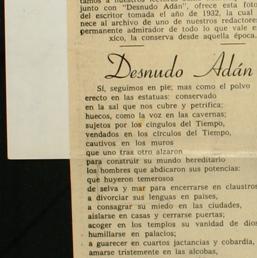 junto con "Desnudo Adán", ofrece esta foto
del escritor tomada el año de 1932, la cual
nece al archivo de uno de nuestros redactores
permanente admirador de todo lo que vale en
xico, la conserva desde aquella época.
Desnudo Adán
Sí, seguimos en pie; mas como el polvo
erecto en las estatuas: conservado
en la sal que nos cubre y petrifica;
huecos, como la voz en las cavernas;
sujetos por los cíngulos del Tiempo,
vendados en los círculos del Tiempo,
cautivos en los muros
que uno tras otro alzaron
para construir su mundo hereditario
los hombres que abdicaron sus potencias:
que huyeron temerosos
de selva y mar para encerrarse en claustros
a divorciar sus lenguas en países,
a consagrar su miedo en las ciudades,
aislarse en casas y cerrarse puertas;
acoger en los templos su vanidad de dios
humillarse en palacios;
a guarecer en cuartos jactancias y cobardía,
amarse tristemente en las alcobas,